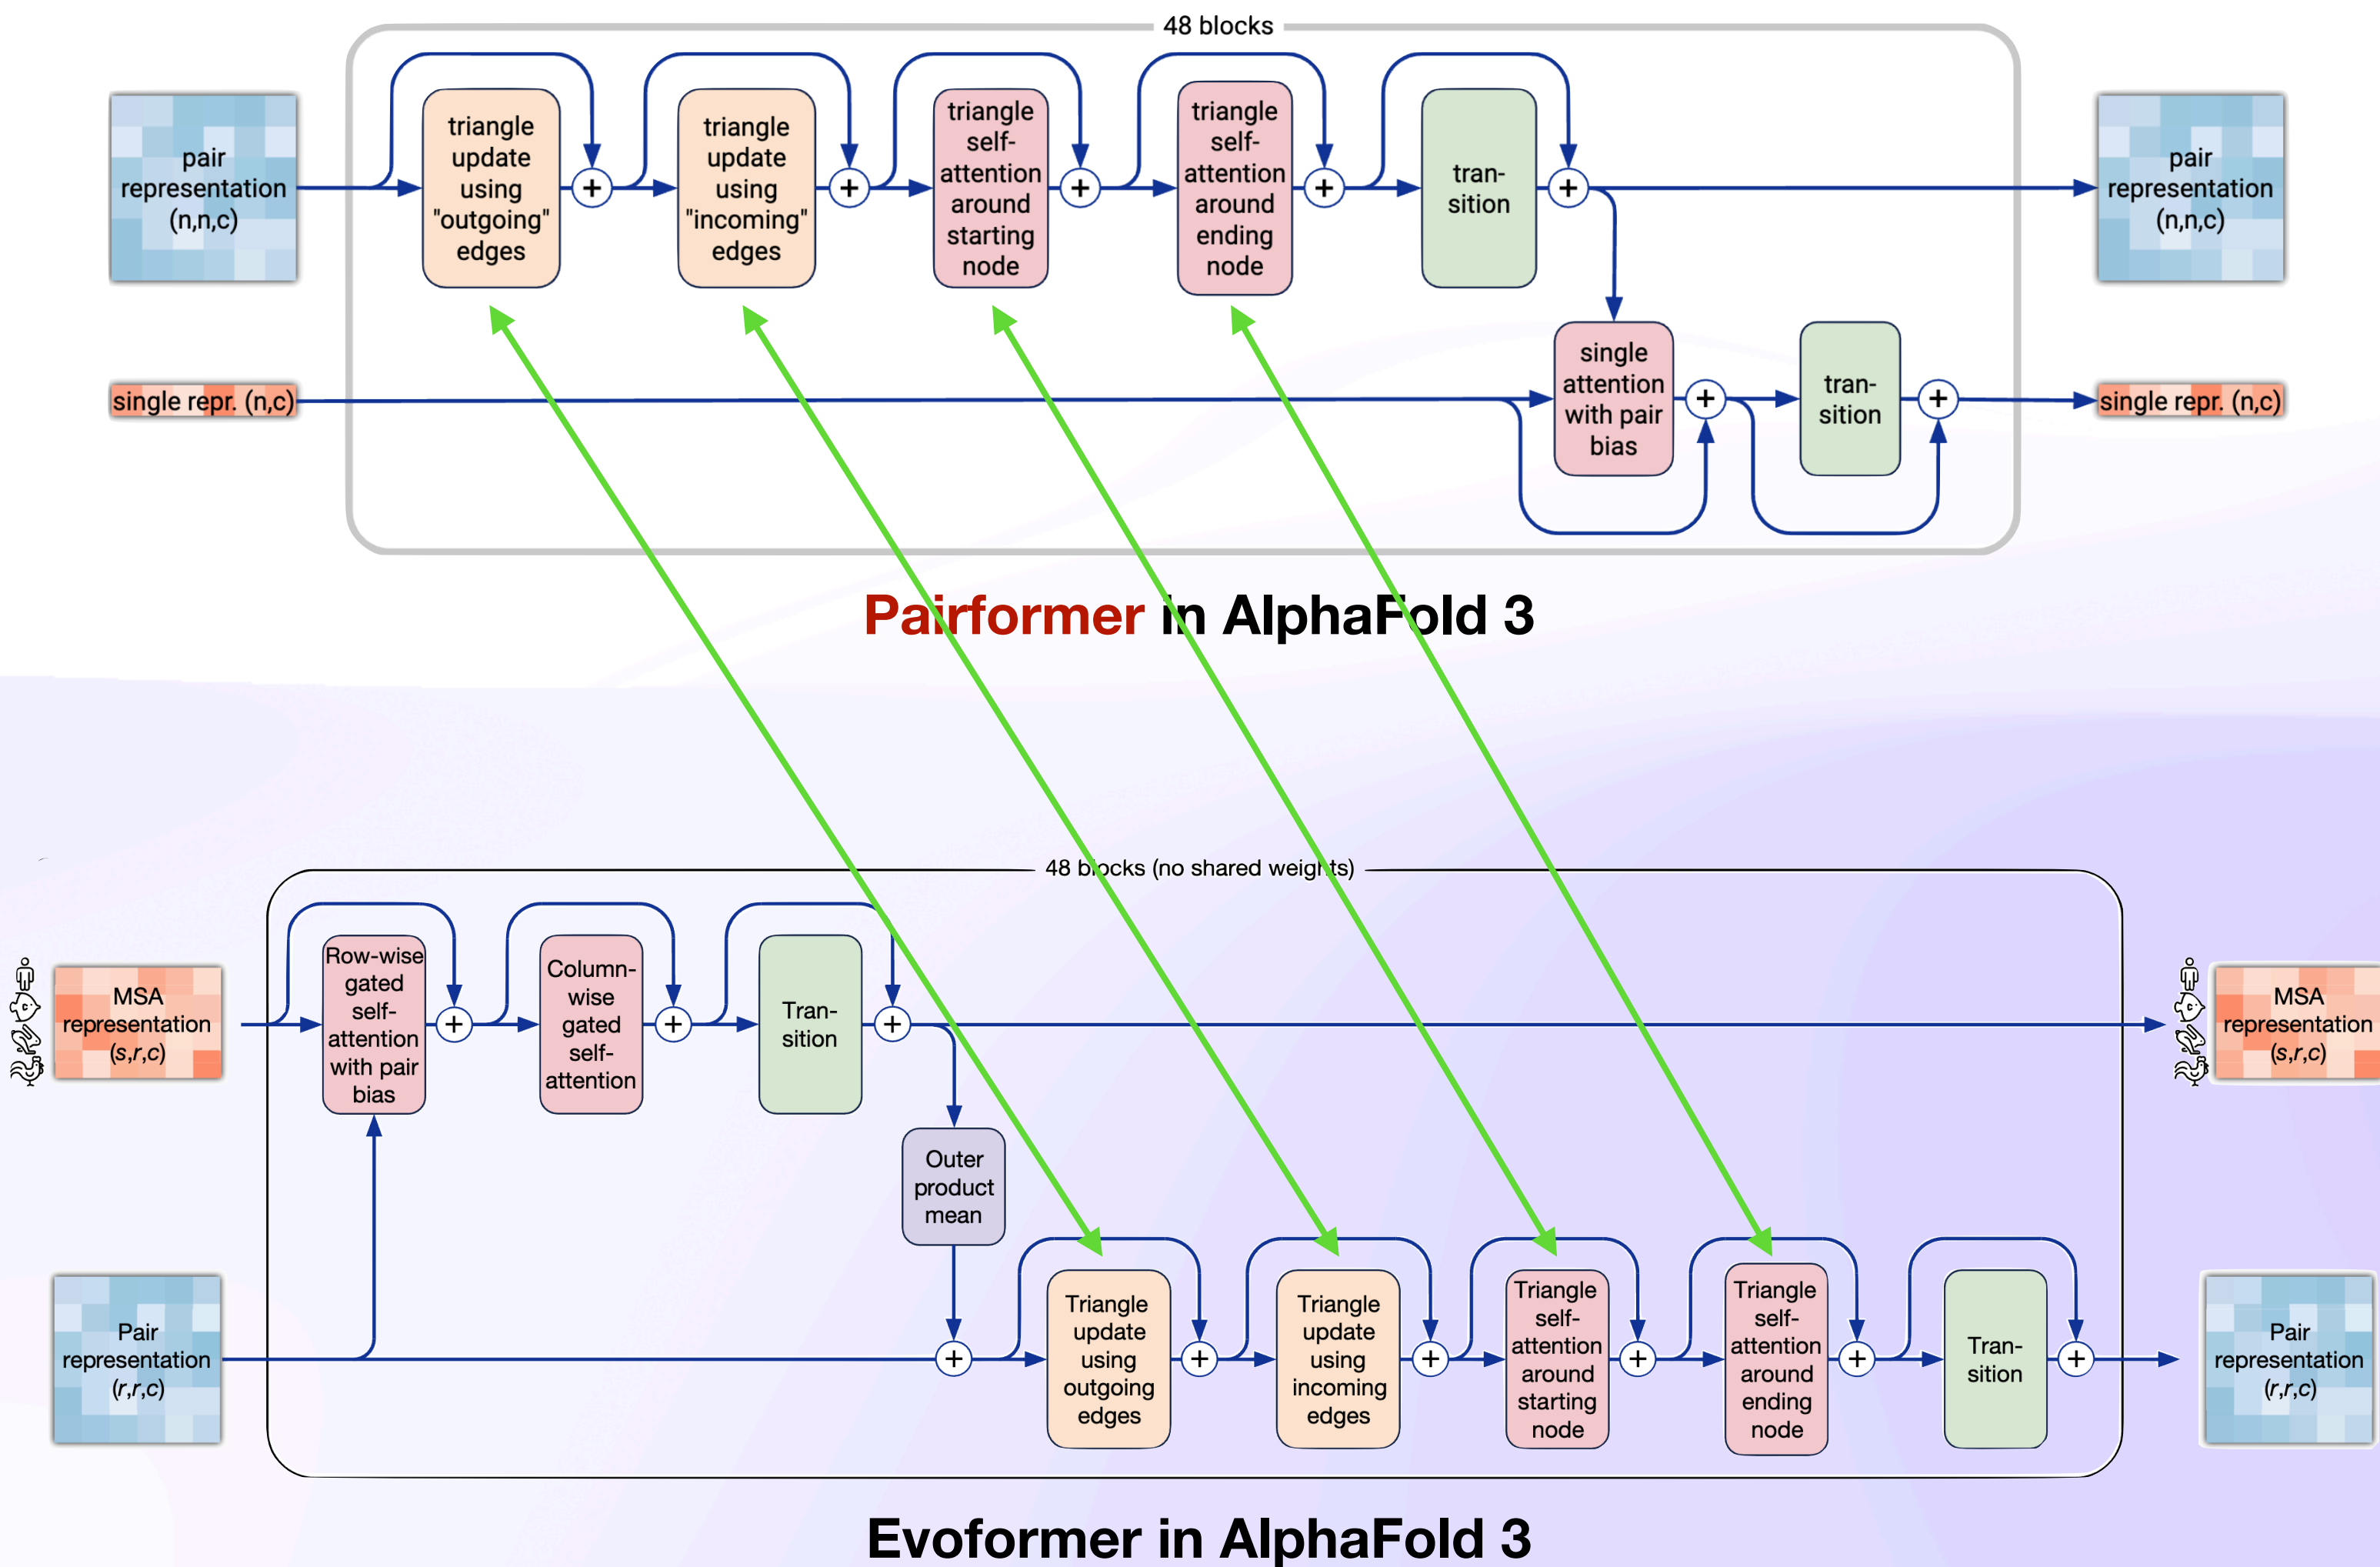 48 blocks
pair
representation
(n,n,c)
triangle
update
using
"outgoing"
edges
+
triangle
update
using
"incoming"
edges
+
triangle
self-
attention
around
starting
node
+
triangle
self-
attention
around
ending
node
+
tran-
sition
+
pair
representation
(n,n,c)
single repr. (n,c)
single
attention
with pair
bias
+
tran-
sition
+
single repr. (n,c)
Pairformer in AlphaFold 3
48 blocks (no shared weights)
MSA
representation
(s,r,c)
Row-wise
gated
self-
attention
with pair
bias
+
Column-
wise
gated
self-
attention
+
Tran-
sition
+
MSA
representation
(s,r,c)
Outer
product
mean
Pair
representation
(r,r,c)
+
Triangle
update
using
outgoing
edges
+
Triangle
update
using
incoming
edges
+
Triangle
self-
attention
around
starting
node
+
Triangle
self-
attention
around
ending
node
+
Tran-
sition
+
Pair
representation
(r,r,c)
Evoformer in AlphaFold 3